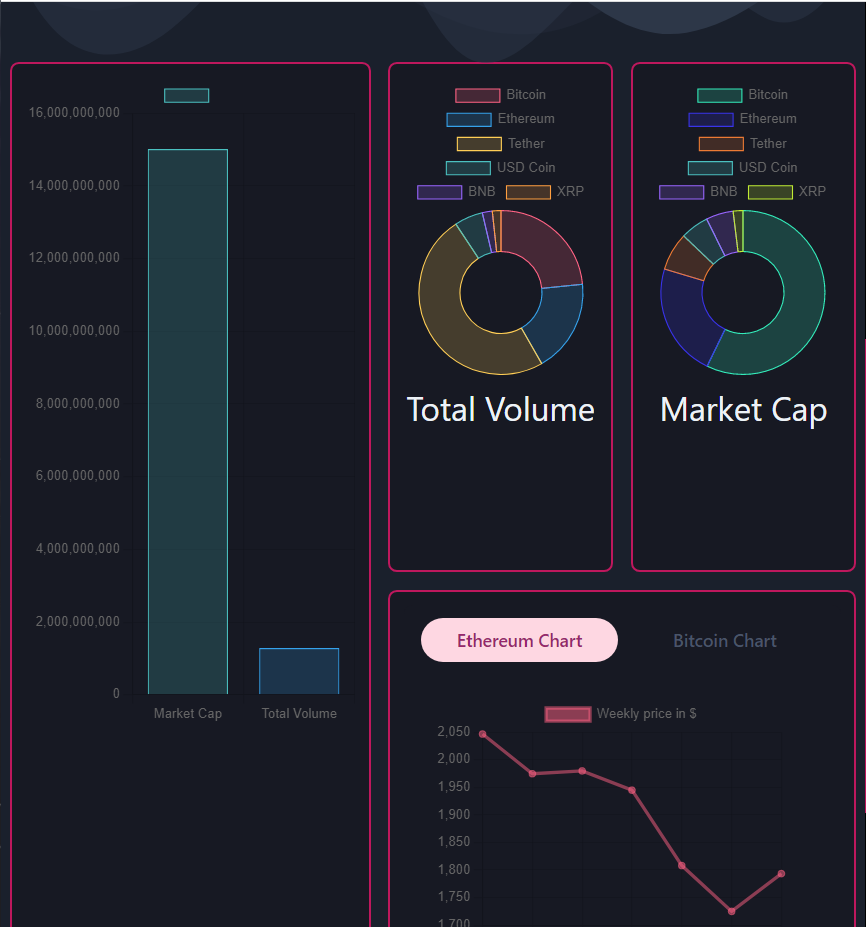 16,000,000,000
14,000,000,000
12,000,000,000
10,000,000,000
8,000,000,000
6,000,000,000
4,000,000,000
2,000,000,000
0
Market Cap Total Volume
Bitcoin
Ethereum
Tether
USD Coin
BNB XRP
Total Volume
Bitcoin
Ethereum
Tether
USD Coin
BNB XRP
Market Cap
Ethereum Chart Bitcoin Chart
Weekly price in $
2,050
2,000
1,950
1,900
1,850
1,800
1,750
1,700